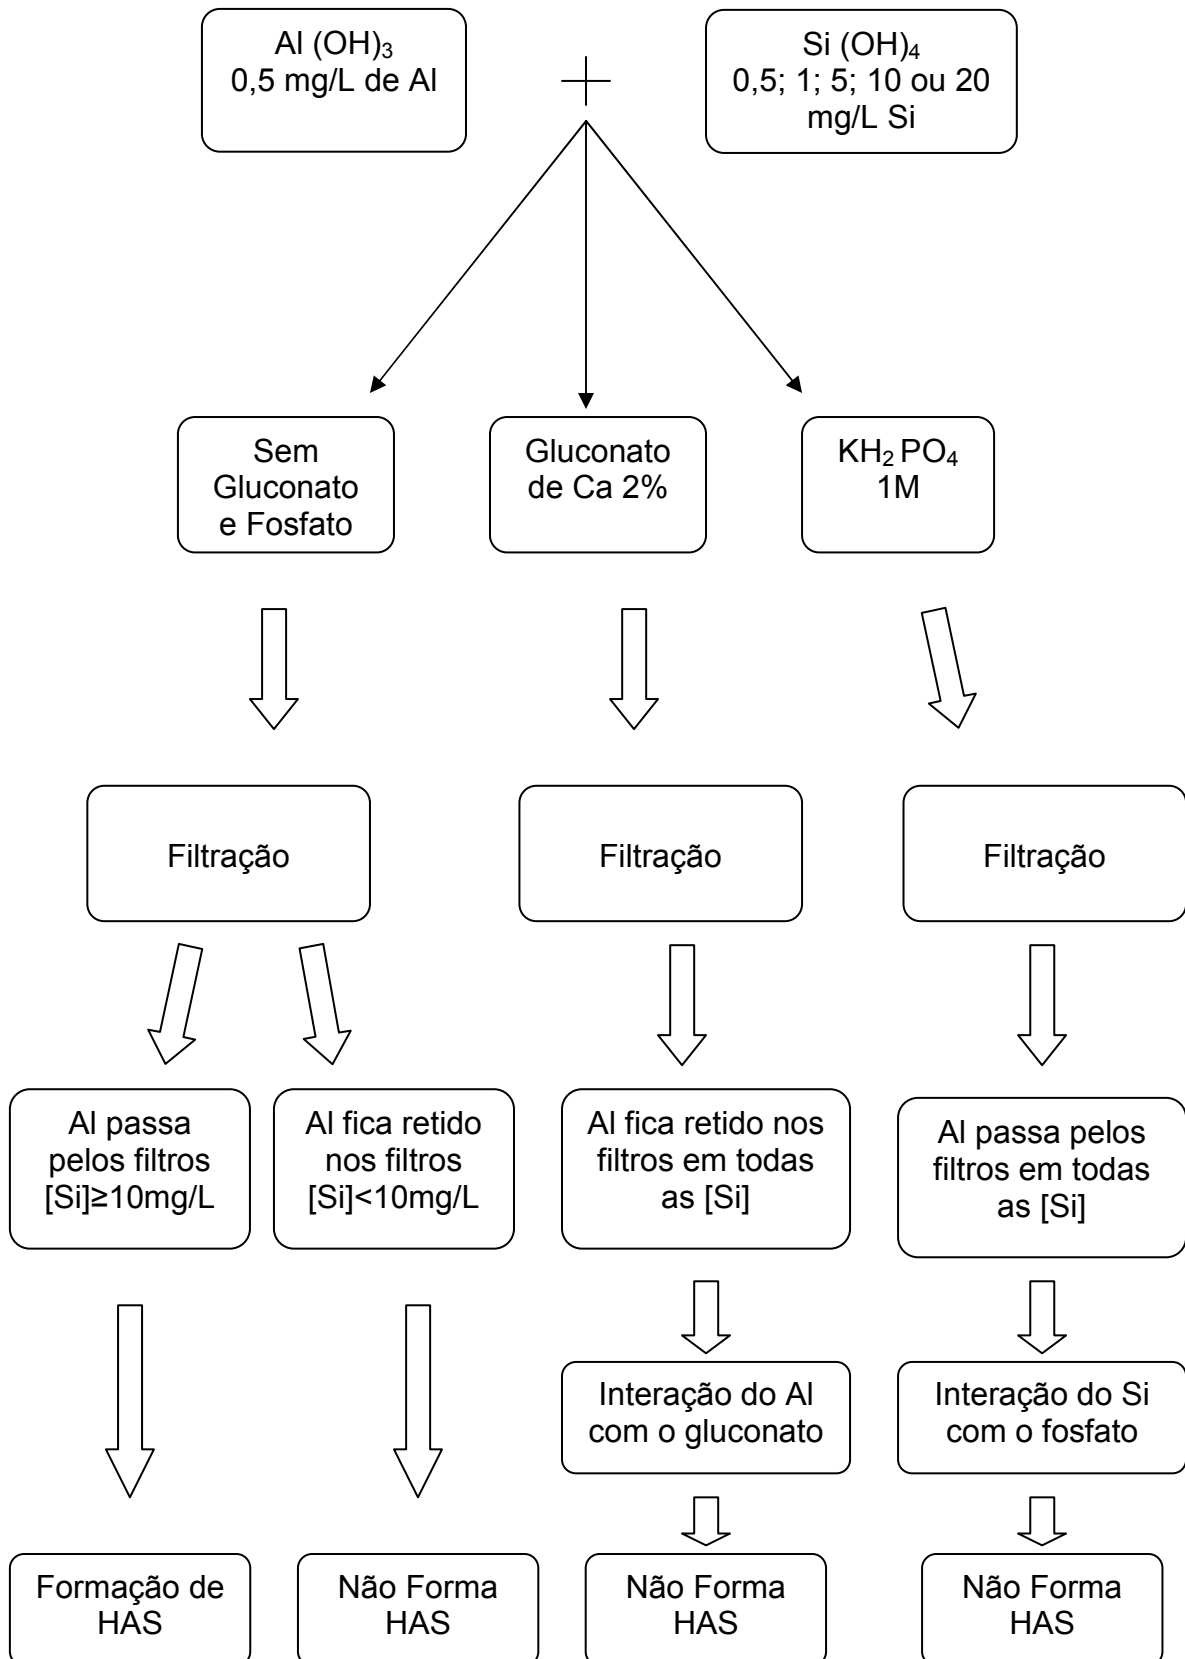 Al (OH)₃
0,5 mg/L de Al
+
Si (OH)₄
0,5; 1; 5; 10 ou 20
mg/L Si
Sem
Gluconato
e Fosfato
Gluconato
de Ca 2%
KH₂ PO₄
1M
Filtração
Filtração
Filtração
Al passa
pelos filtros
[Si]≥10mg/L
Al fica retido
nos filtros
[Si]<10mg/L
Al fica retido nos
filtros em todas
as [Si]
Al passa pelos
filtros em todas
as [Si]
Interação do Al
com o gluconato
Interação do Si
com o fosfato
Formação de
HAS
Não Forma
HAS
Não Forma
HAS
Não Forma
HAS